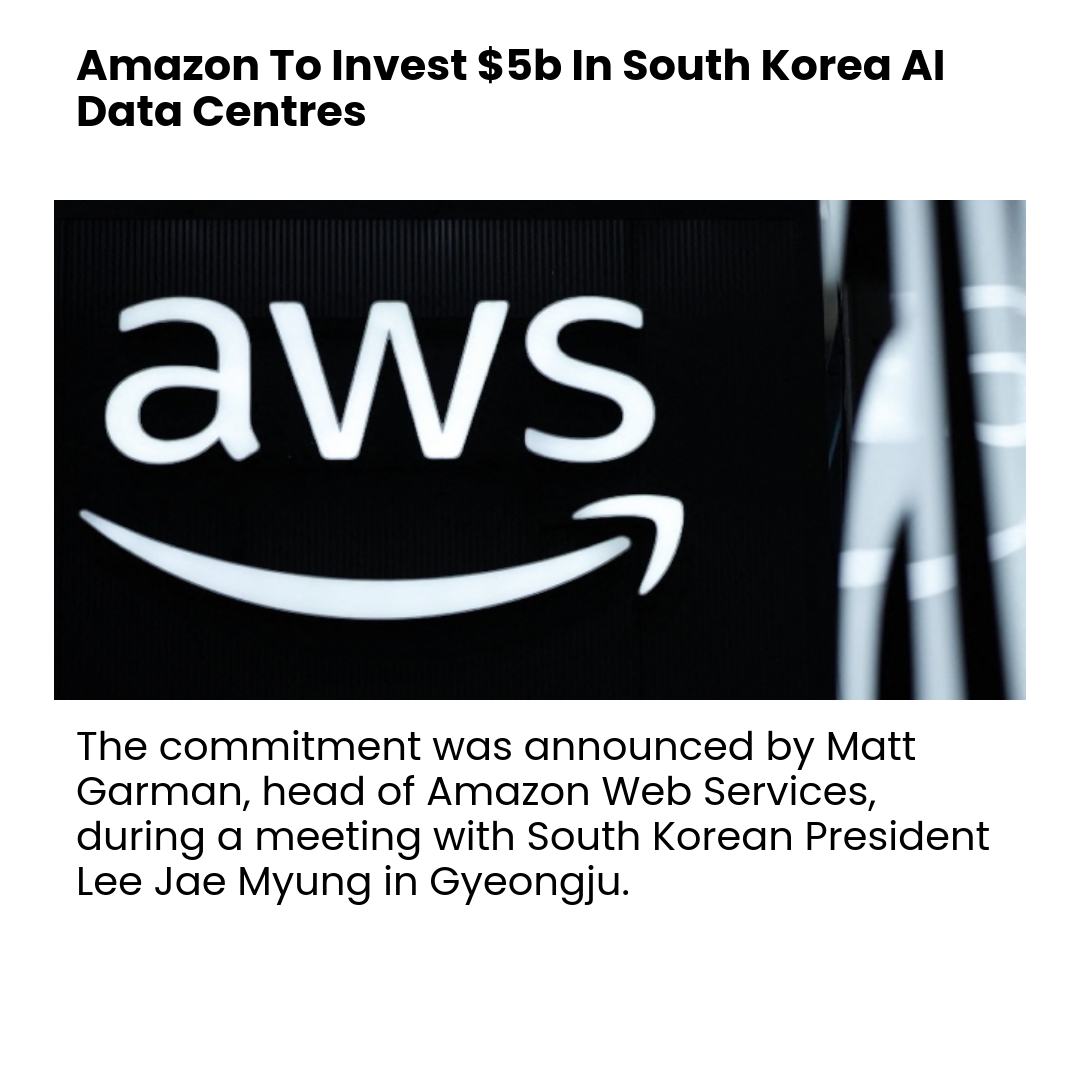 Amazon To Invest $5b In South Korea AI
Data Centres
aws
The commitment was announced by Matt
Garman, head of Amazon Web Services,
during a meeting with South Korean President
Lee Jae Myung in Gyeongju.